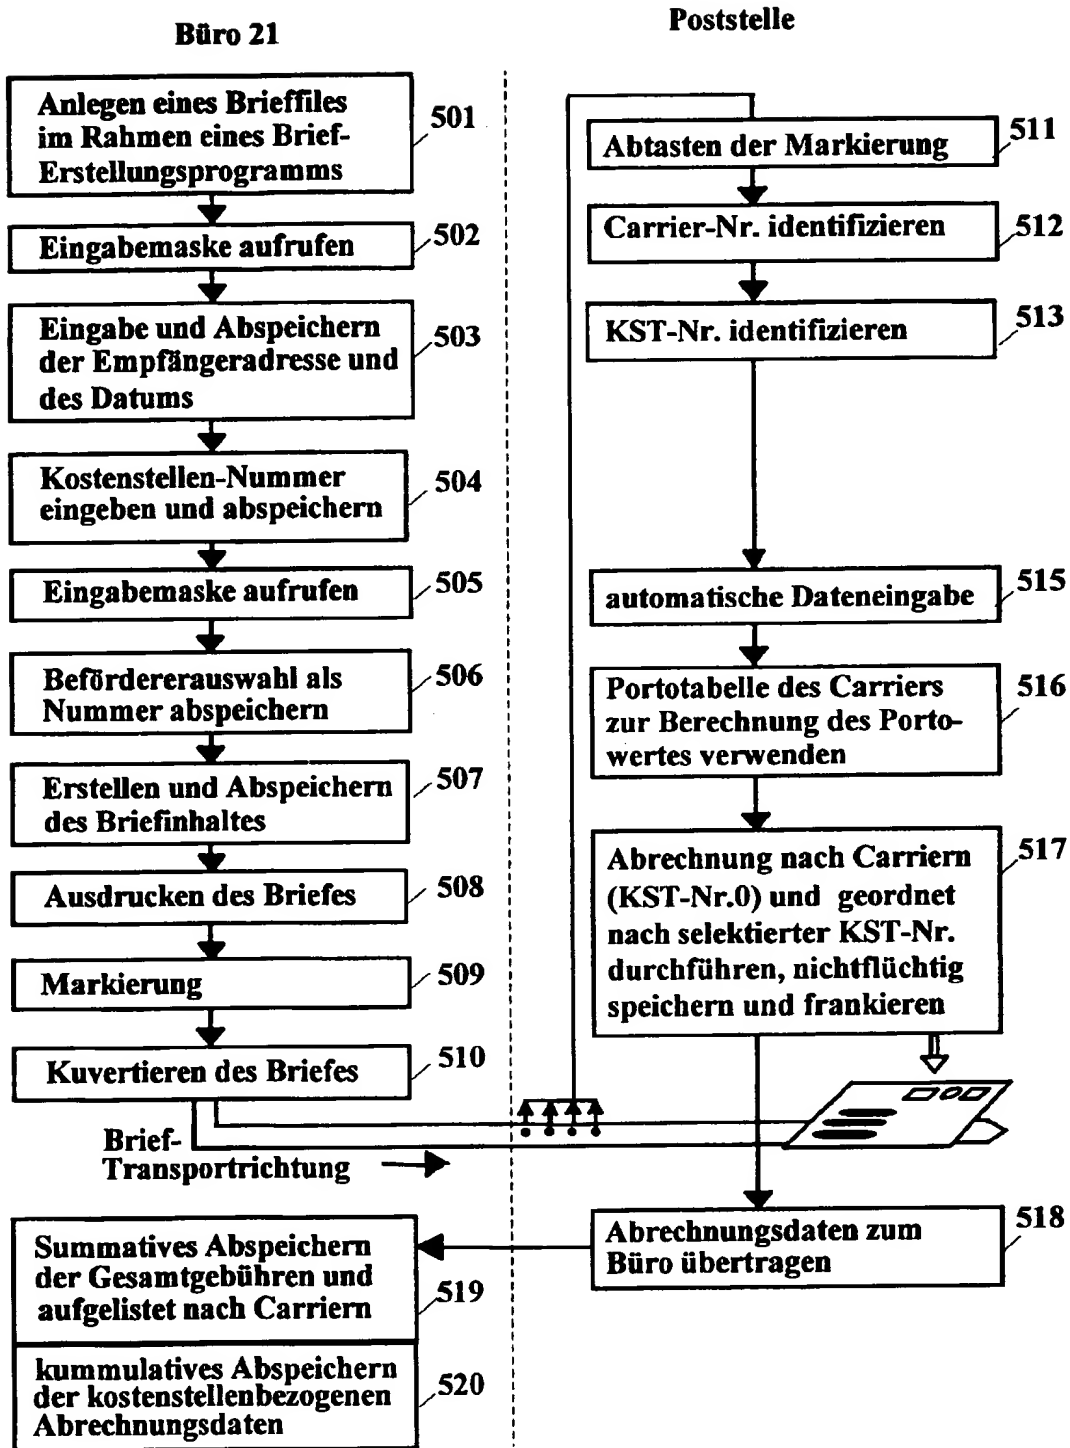 Büro 21
Anlegen eines Brieffiles
im Rahmen eines Brief-
Erstellungsprogramms
501
Eingabemaske aufrufen
502
Eingabe und Abspeichern
der Empfängeradresse und
des Datums
503
Kostenstellen-Nummer
eingeben und abspeichern
504
Eingabemaske aufrufen
505
Befördererauswahl als
Nummer abspeichern
506
Erstellen und Abspeichern
des Briefinhaltes
507
Ausdrucken des Briefes
508
Markierung
509
Kuvertieren des Briefes
510
Brief-
Transportrichtung
Poststelle
Abtasten der Markierung
511
Carrier-Nr. identifizieren
512
KST-Nr. identifizieren
513
automatische Dateneingabe
515
Portotabelle des Carriers
zur Berechnung des Porto-
wertes verwenden
516
Abrechnung nach Carriern
(KST-Nr.0) und geordnet
nach selektierter KST-Nr.
durchführen, nichtflüchtig
speichern und frankieren
517
Abrechnungsdaten zum
Büro übertragen
518
Summatives Abspeichern
der Gesamtgebühren und
aufgelistet nach Carriern
519
kummulatives Abspeichern
der kostenstellenbezogenen
Abrechnungsdaten
520